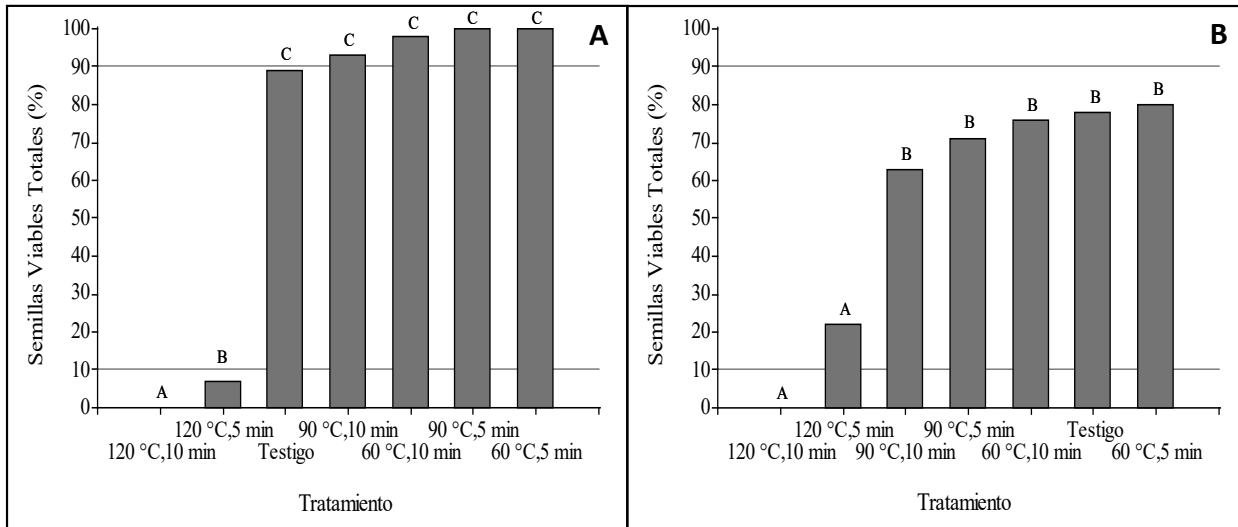 A
Semillas Viables Totales (%)
100
90
80
70
60
50
40
30
20
10
0
A
B
C
C
C
C
C
120 °C,5 min
90 °C,10 min
90 °C,5 min
120 °C,10 min
Testigo
60 °C,10 min
60 °C,5 min
Tratamiento
B
Semillas Viables Totales (%)
100
90
80
70
60
50
40
30
20
10
0
A
A
B
B
B
B
B
120 °C,5 min
90 °C,5 min
Testigo
120 °C,10 min
90 °C,10 min
60 °C,10 min
60 °C,5 min
Tratamiento